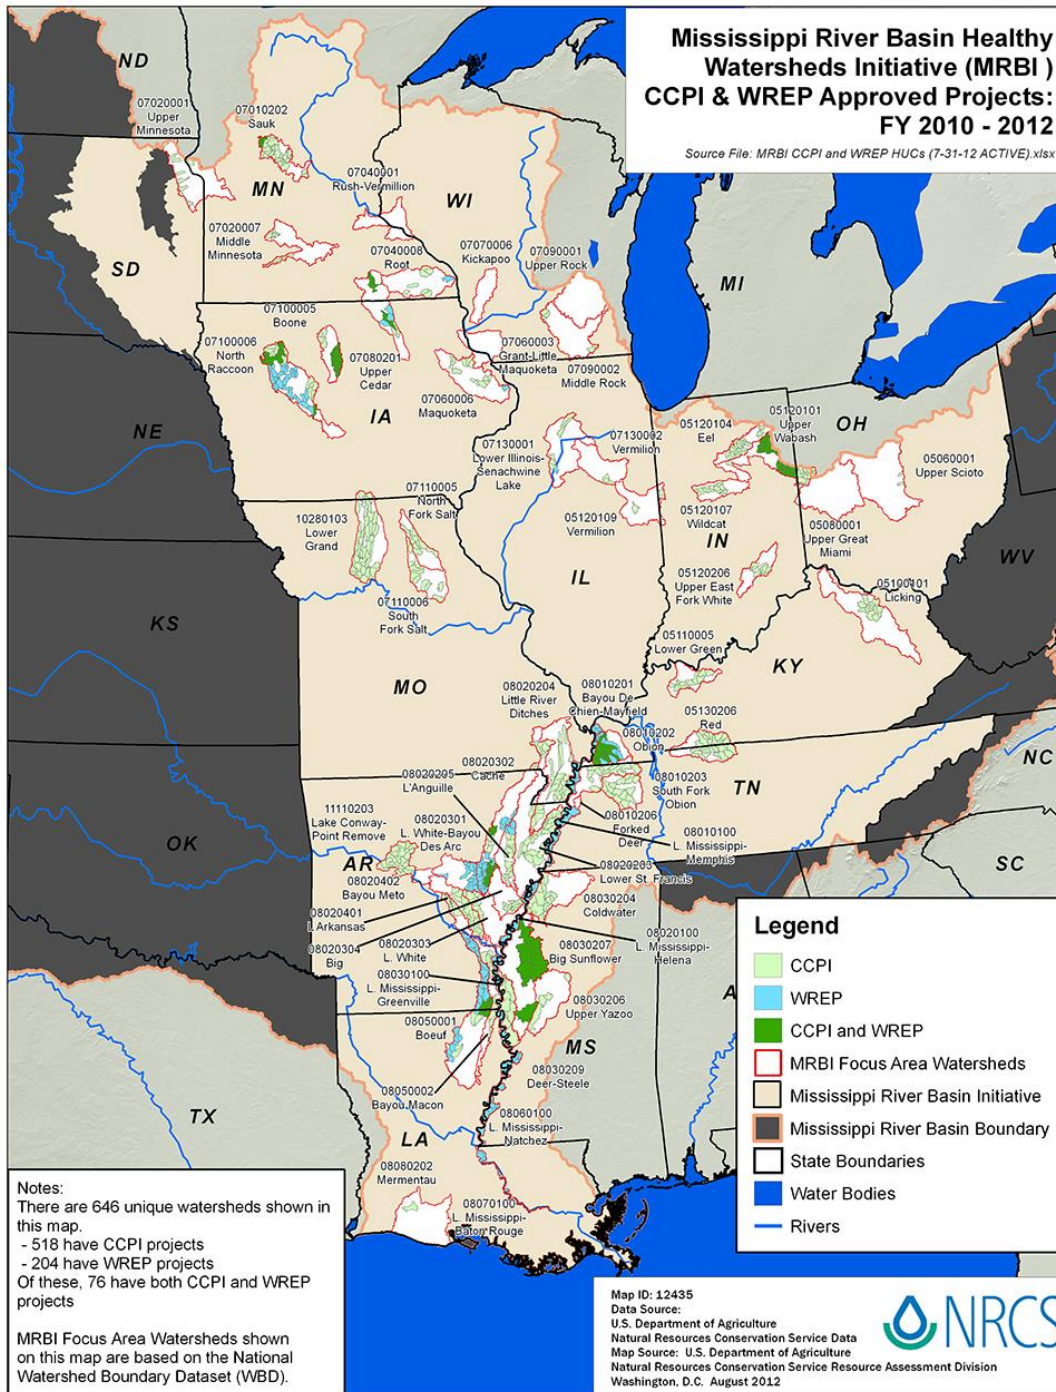 Mississippi River Basin Healthy
Watersheds Initiative (MRBI )
CCPI & WREP Approved Projects:
FY 2010 - 2012
Source File: MRBI CCPI and WREP HUCs (7-31-12 ACTIVE).xlsx
ND
07020001
Upper
Minnesota
07010202
Sauk
MN
07040001
Rush-Vermillion
WI
07020007
Middle
Minnesota
07040008
Root
07070006
Kickapoo
07090001
Upper Rock
SD
MI
07100005
Boone
07100006
North
Raccoon
07080201
Upper
Cedar
07060003
Grant-Little
Maquoketa
07090002
Middle Rock
07060006
Maquoketa
IA
NE
05120104
Eel
05120101
Upper
Wabash
OH
07130001
Lower Illinois-
Senachwine
Lake
07130002
Vermilion
05060001
Upper Scioto
07110005
North
Fork Salt
10280103
Lower
Grand
05120109
Vermilion
05120107
Wildcat
05080001
Upper Great
Miami
IN
WV
IL
05120206
Upper East
Fork White
05100101
Licking
07110006
South
Fork Salt
KS
05110005
Lower Green
KY
MO
08020204
Little River
Ditches
08010201
Bayou De
Chien-Mayfield
05130206
Red
08010202
Obion
08020302
Cache
NC
08020205
L'Anguille
08010203
South Fork
Obion
TN
11110203
Lake Conway-
Point Remove
08020301
L. White-Bayou
Des Arc
08010206
Forked
Deer
08010100
L. Mississippi-
Memphis
OK
AR
SC
08020203
Lower St. Francis
08020402
Bayou Meto
08030204
Coldwater
08020401
L Arkansas
08020304
Big
08020303
L. White
08020100
L. Mississippi-
Helena
08030207
Big Sunflower
08030100
L. Mississippi-
Greenville
08030206
Upper Yazoo
08050001
Boeuf
MS
A
08030209
Deer-Steele
08050002
Bayou Macon
TX
08060100
L. Mississippi-
Natchez
LA
08080202
Mermentau
08070100
L. Mississippi-
Baton Rouge
Legend
CCPI
WREP
CCPI and WREP
MRBI Focus Area Watersheds
Mississippi River Basin Initiative
Mississippi River Basin Boundary
State Boundaries
Water Bodies
Rivers
Notes:
There are 646 unique watersheds shown in
this map.
- 518 have CCPI projects
- 204 have WREP projects
Of these, 76 have both CCPI and WREP
projects
MRBI Focus Area Watersheds shown
on this map are based on the National
Watershed Boundary Dataset (WBD).
Map ID: 12435
Data Source:
U.S. Department of Agriculture
Natural Resources Conservation Service Data
Map Source: U.S. Department of Agriculture
Natural Resources Conservation Service Resource Assessment Division
Washington, D.C. August 2012
NRCS